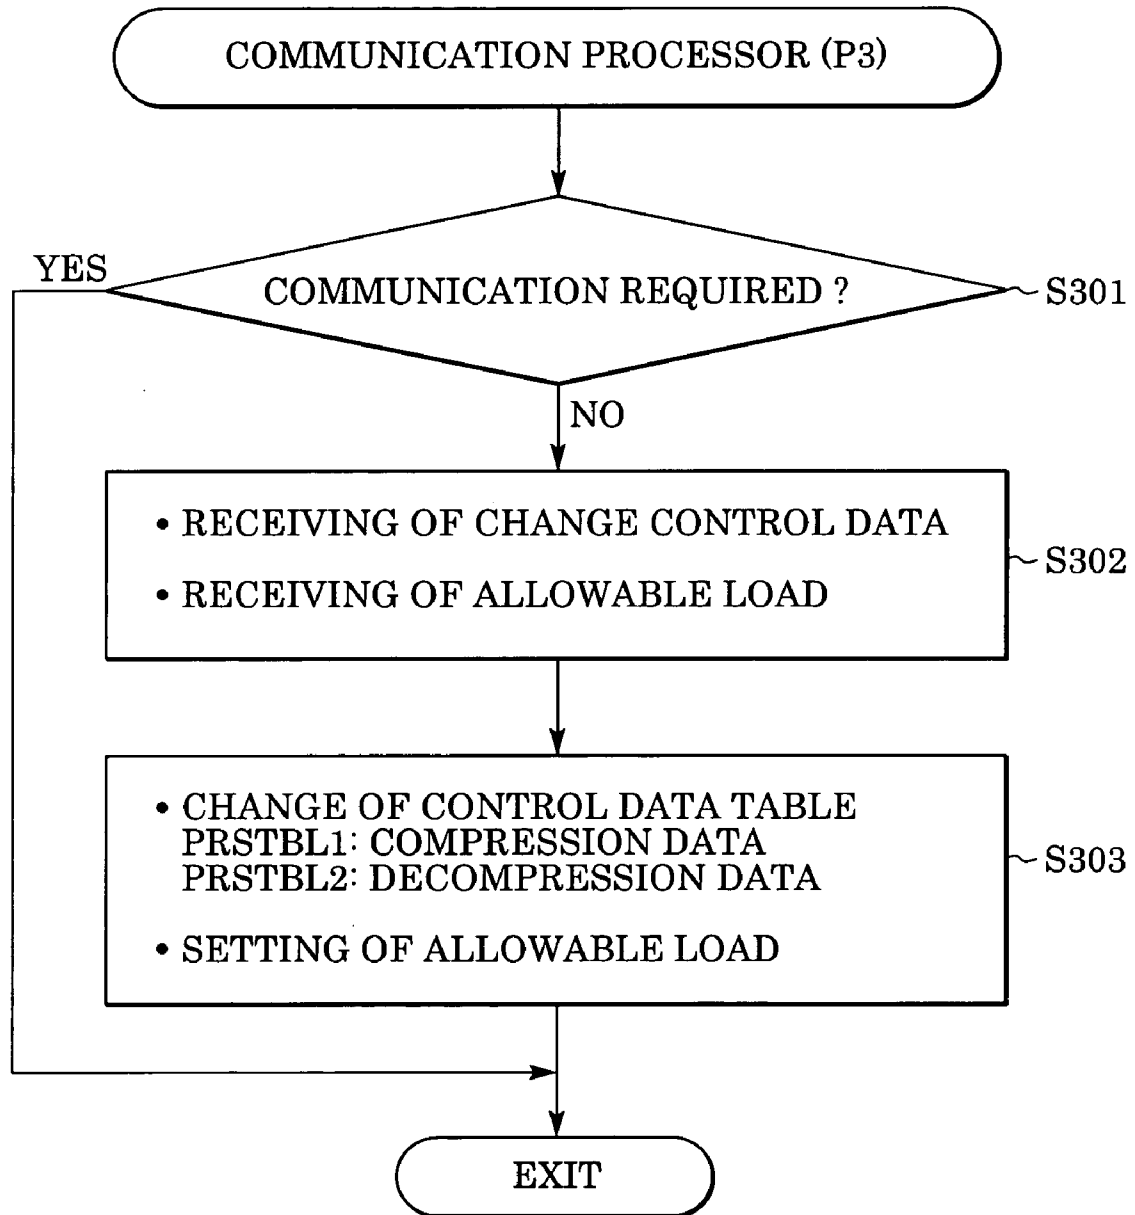 COMMUNICATION PROCESSOR (P3)
YES
COMMUNICATION REQUIRED ?
S301
NO
• RECEIVING OF CHANGE CONTROL DATA
• RECEIVING OF ALLOWABLE LOAD
S302
• CHANGE OF CONTROL DATA TABLE
PRSTBL1: COMPRESSION DATA
PRSTBL2: DECOMPRESSION DATA
• SETTING OF ALLOWABLE LOAD
S303
EXIT